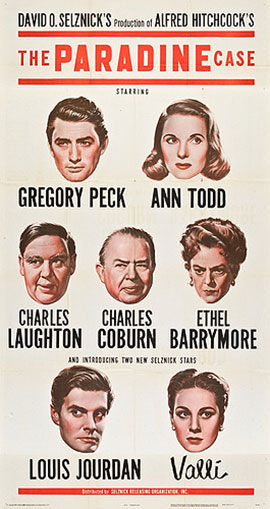 DAVID O. SELZNICK'S Production of ALFRED HITCHCOCK'S
THE PARADINE CASE
STARRING
GREGORY PECK ANN TODD
CHARLES LAUGHTON CHARLES COBURN ETHEL BARRYMORE
AND INTRODUCING TWO NEW SELZNICK STARS
LOUIS JOURDAN Valli
Distributed by SELZNICK RELEASING ORGANIZATION, INC.